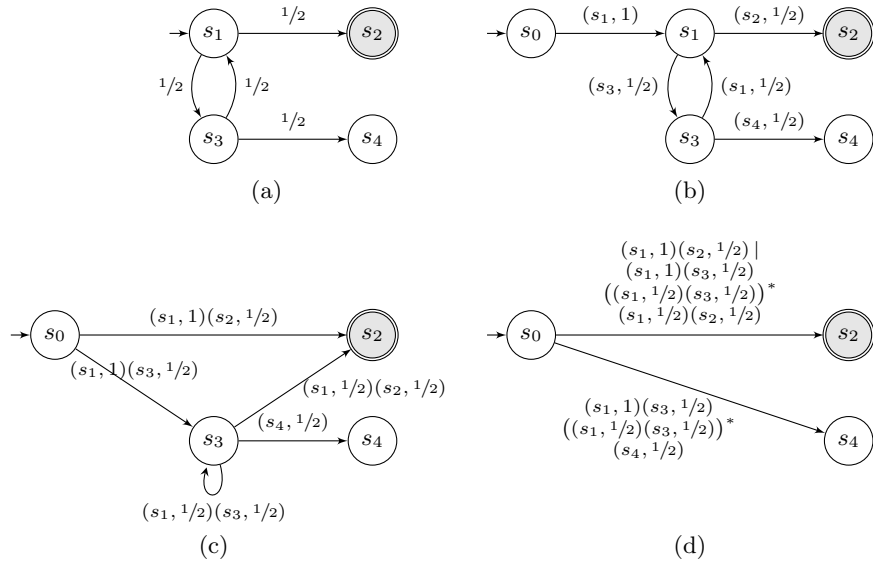 1/2
s1
s2
1/2
1/2
s3
1/2
s4
(a)
(s1, 1)
(s2, 1/2)
s0
s1
s2
(s3, 1/2)
(s1, 1/2)
s3
(s4, 1/2)
s4
(b)
s0
(s1, 1)(s2, 1/2)
s2
(s1, 1)(s3, 1/2)
(s1, 1/2)(s2, 1/2)
s3
(s4, 1/2)
s4
(s1, 1/2)(s3, 1/2)
(c)
(s1, 1)(s2, 1/2) |
(s1, 1)(s3, 1/2)
((s1, 1/2)(s3, 1/2))*
(s1, 1/2)(s2, 1/2)
s0
s2
(s1, 1)(s3, 1/2)
((s1, 1/2)(s3, 1/2))*
(s4, 1/2)
s4
(d)